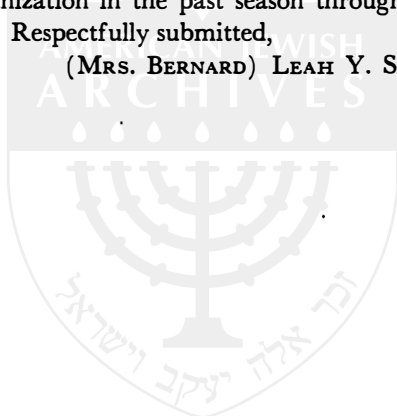 nization in the past season through
Respectfully submitted,
(MRS. BERNARD) LEAH Y. S
AMERICAN JEWISH
ARCHIVES
זכר אלה יעקב וישראל